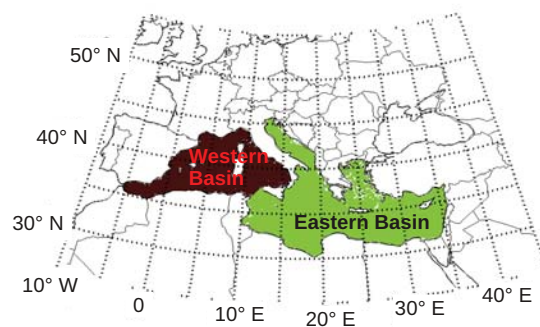 50° N
40° N
Western
Basin
30° N
Eastern Basin
10° W
0
10° E
20° E
30° E
40° E